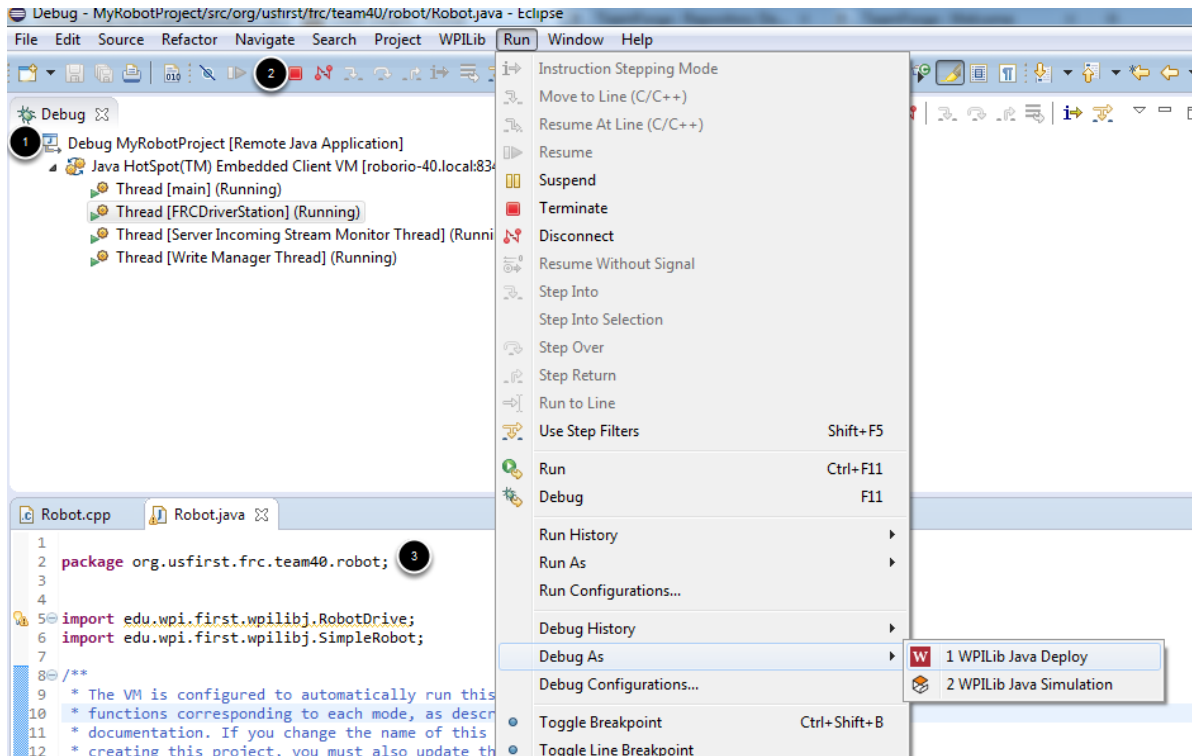 Debug - MyRobotProject/src/org/usfirst/frc/team40/robot/Robot.java - Eclipse
File Edit Source Refactor Navigate Search Project WPILib Run Window Help
2
Debug
1
Debug MyRobotProject [Remote Java Application]
Java HotSpot(TM) Embedded Client VM [roborio-40.local:834
Thread [main] (Running)
Thread [FRCDriverStation] (Running)
Thread [Server Incoming Stream Monitor Thread] (Runni
Thread [Write Manager Thread] (Running)
Instruction Stepping Mode
Move to Line (C/C++)
Resume At Line (C/C++)
Resume
Suspend
Terminate
Disconnect
Resume Without Signal
Step Into
Step Into Selection
Step Over
Step Return
Run to Line
Use Step Filters Shift+F5
Run Ctrl+F11
Debug F11
Run History
Run As
Run Configurations...
Debug History
Debug As
Debug Configurations...
Toggle Breakpoint Ctrl+Shift+B
Toggle Line Breakpoint
W 1 WPILib Java Deploy
2 WPILib Java Simulation
Robot.cpp Robot.java
1
2 package org.usfirst.frc.team40.robot; 3
3
4
5 import edu.wpi.first.wpilibj.RobotDrive;
6 import edu.wpi.first.wpilibj.SimpleRobot;
7
8 /**
9 * The VM is configured to automatically run this
10 * functions corresponding to each mode, as descr
11 * documentation. If you change the name of this
12 * creating this project, you must also update th